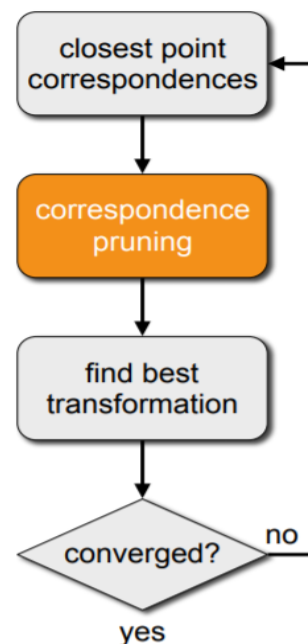 closest point
correspondences
correspondence
pruning
find best
transformation
converged?
no
yes